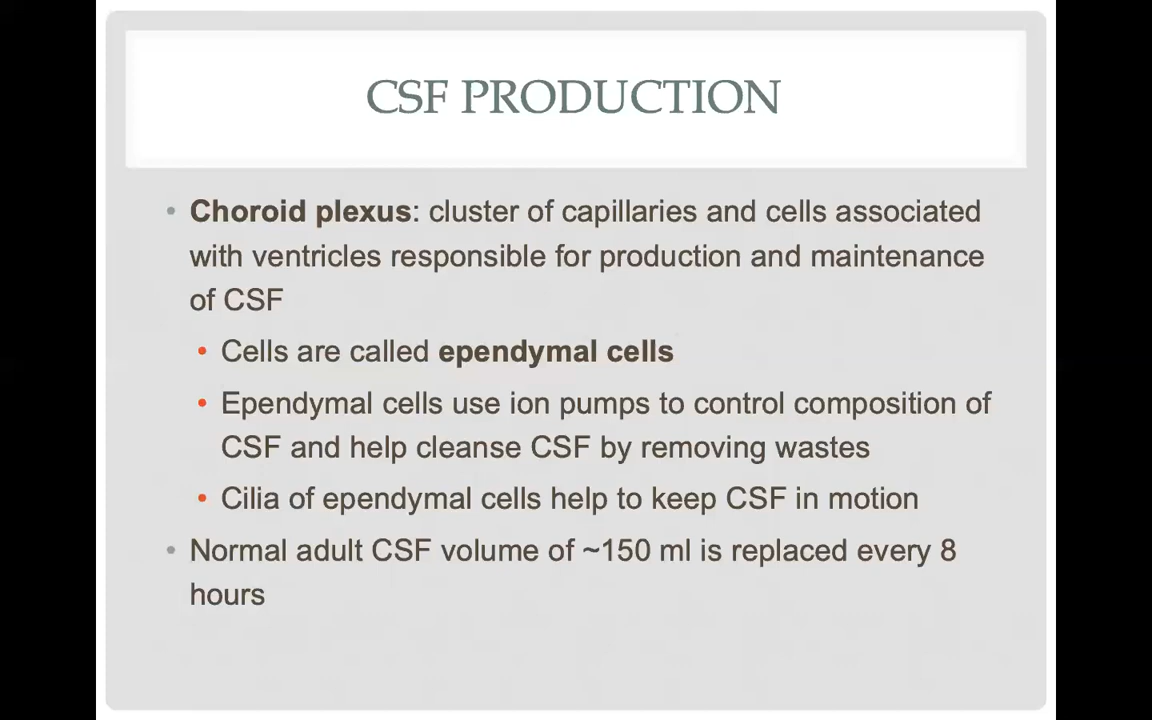 CSF PRODUCTION
• Choroid plexus: cluster of capillaries and cells associated
with ventricles responsible for production and maintenance
of CSF
• Cells are called ependymal cells
• Ependymal cells use ion pumps to control composition of
CSF and help cleanse CSF by removing wastes
• Cilia of ependymal cells help to keep CSF in motion
• Normal adult CSF volume of ~150 ml is replaced every 8
hours